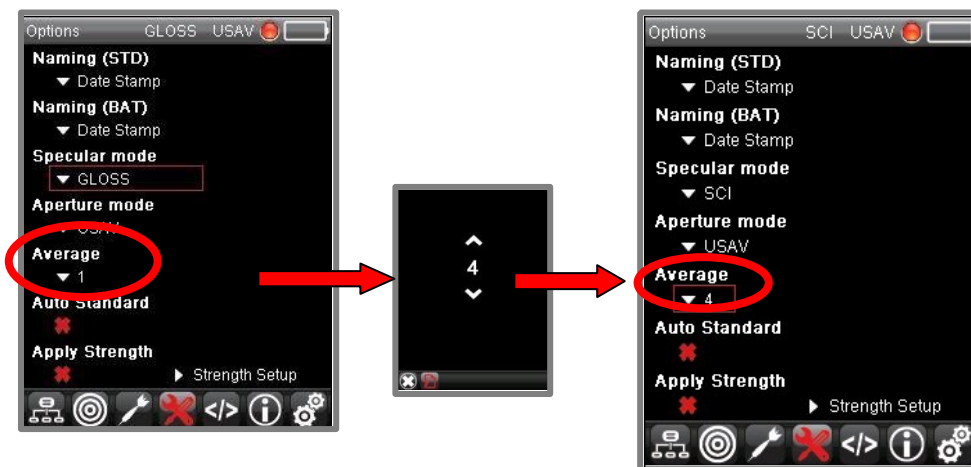 Options GLOSS USAV
Naming (STD)
Date Stamp
Naming (BAT)
Date Stamp
Specular mode
GLOSS
Aperture mode
USAV
Average
1
Auto Standard
Apply Strength
Strength Setup
</>
4
Options SCI USAV
Naming (STD)
Date Stamp
Naming (BAT)
Date Stamp
Specular mode
SCI
Aperture mode
USAV
Average
4
Auto Standard
Apply Strength
Strength Setup
</>